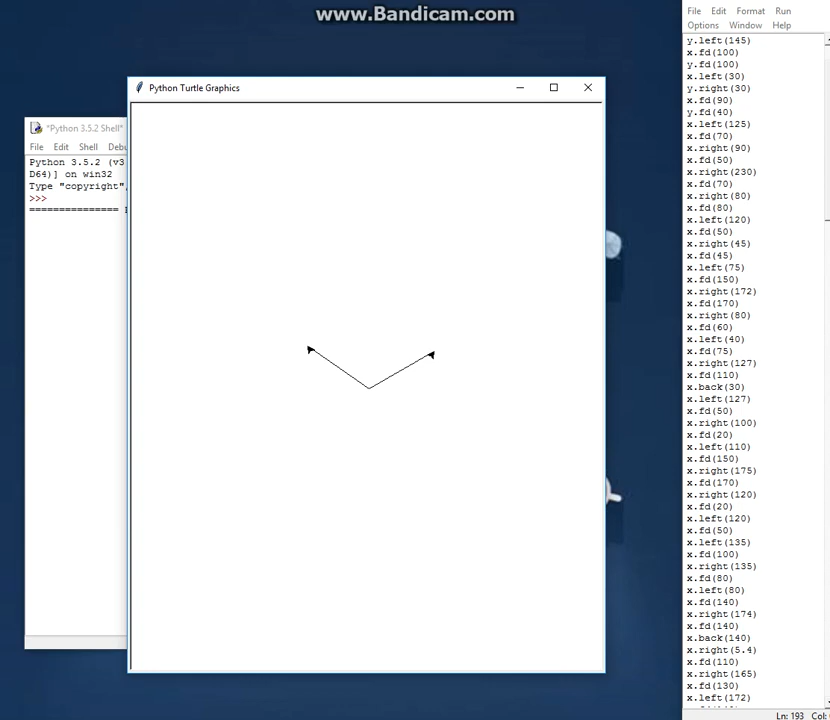 www.Bandicam.com
File Edit Format Run
Options Window Help
Python Turtle Graphics
*Python 3.5.2 Shell*
File Edit Shell Debu
Python 3.5.2 (v3
D64)] on win32
Type "copyright",
>>>
===============
y.left(145)
x.fd(100)
y.fd(100)
x.left(30)
y.right(30)
x.fd(90)
y.fd(40)
x.left(125)
x.fd(70)
x.right(90)
x.fd(50)
x.right(230)
x.fd(70)
x.right(80)
x.fd(80)
x.left(120)
x.fd(50)
x.right(45)
x.fd(45)
x.left(75)
x.fd(150)
x.right(172)
x.fd(170)
x.right(80)
x.fd(60)
x.left(40)
x.fd(75)
x.right(127)
x.fd(110)
x.back(30)
x.left(127)
x.fd(50)
x.right(100)
x.fd(20)
x.left(110)
x.fd(150)
x.right(175)
x.fd(170)
x.right(120)
x.fd(20)
x.left(120)
x.fd(50)
x.left(135)
x.fd(100)
x.right(135)
x.fd(80)
x.left(80)
x.fd(140)
x.right(174)
x.fd(140)
x.back(140)
x.right(5.4)
x.fd(110)
x.right(165)
x.fd(130)
x.left(172)
Ln: 193 Col: